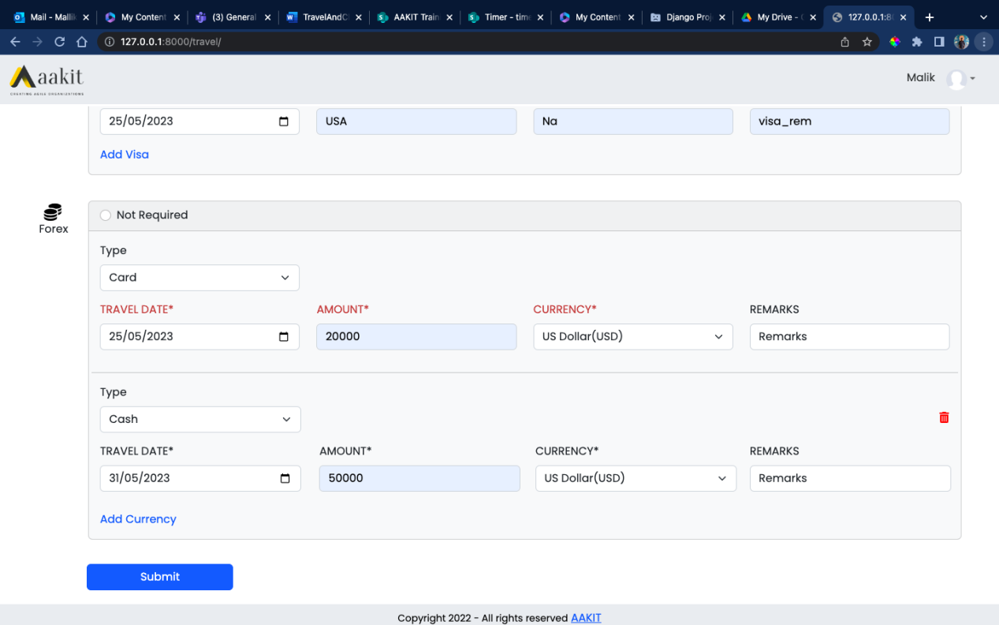 Mail - Mallik
My Content
(3) General
TravelAndCl
AAKIT Train
Timer - time
My Content
Django Proj
My Drive - G
127.0.0.1:80
127.0.0.1:8000/travel/
aakit
CREATING AGILE ORGANIZATIONS
Malik
25/05/2023 USA Na visa_rem
Add Visa
Forex
Not Required
Type
Card
TRAVEL DATE* AMOUNT* CURRENCY* REMARKS
25/05/2023 20000 US Dollar(USD) Remarks
Type
Cash
TRAVEL DATE* AMOUNT* CURRENCY* REMARKS
31/05/2023 50000 US Dollar(USD) Remarks
Add Currency
Submit
Copyright 2022 - All rights reserved AAKIT